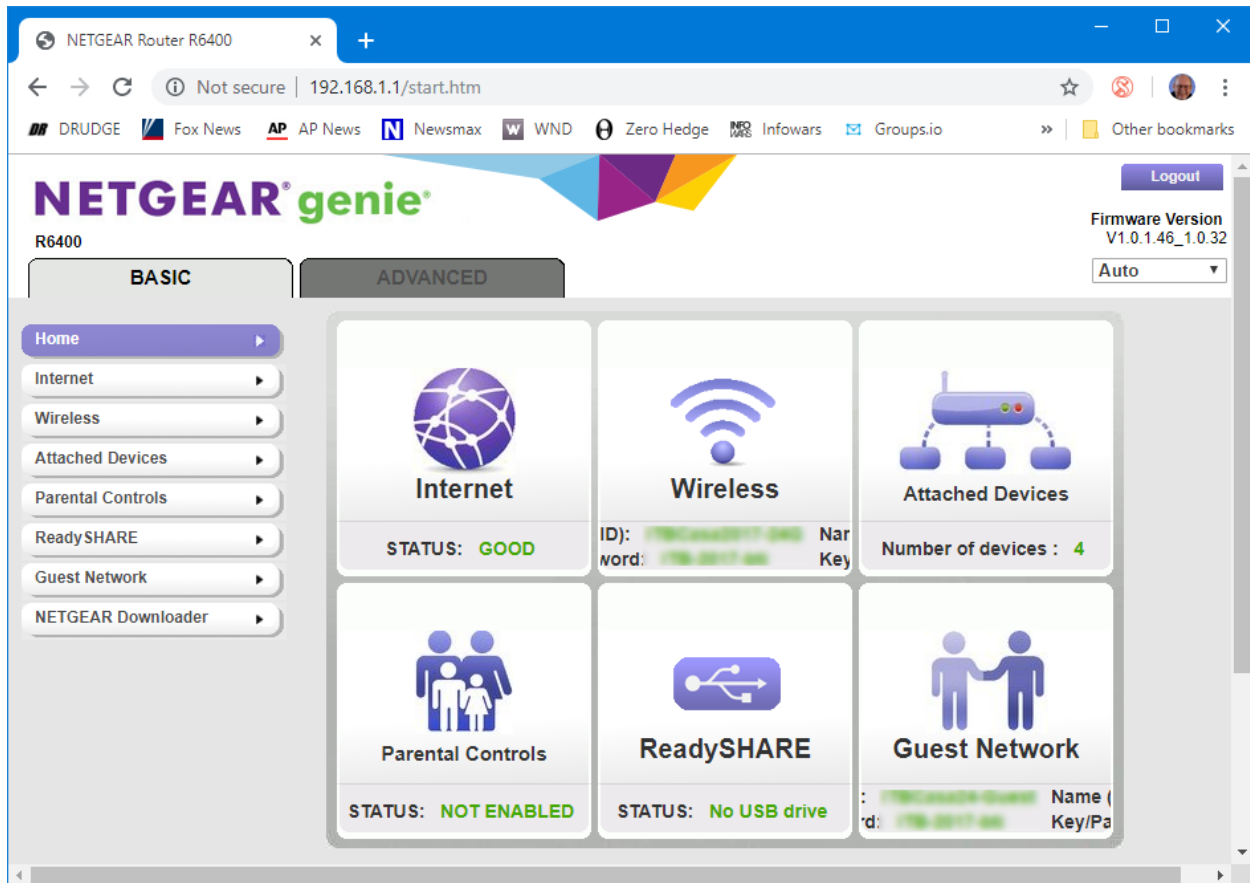 NETGEAR Router R6400
Not secure | 192.168.1.1/start.htm
DRUDGE Fox News AP AP News N Newsmax W WND Zero Hedge INFO WARS Infowars Groups.io » Other bookmarks
NETGEAR® genie®
Logout
R6400
Firmware Version
V1.0.1.46_1.0.32
BASIC ADVANCED
Auto
Home
Internet
Wireless
Attached Devices
Parental Controls
ReadySHARE
Guest Network
NETGEAR Downloader
Internet
STATUS: GOOD
Wireless
ID): Nar
word: Key
Attached Devices
Number of devices : 4
Parental Controls
STATUS: NOT ENABLED
ReadySHARE
STATUS: No USB drive
Guest Network
: Name (
rd: Key/Pa